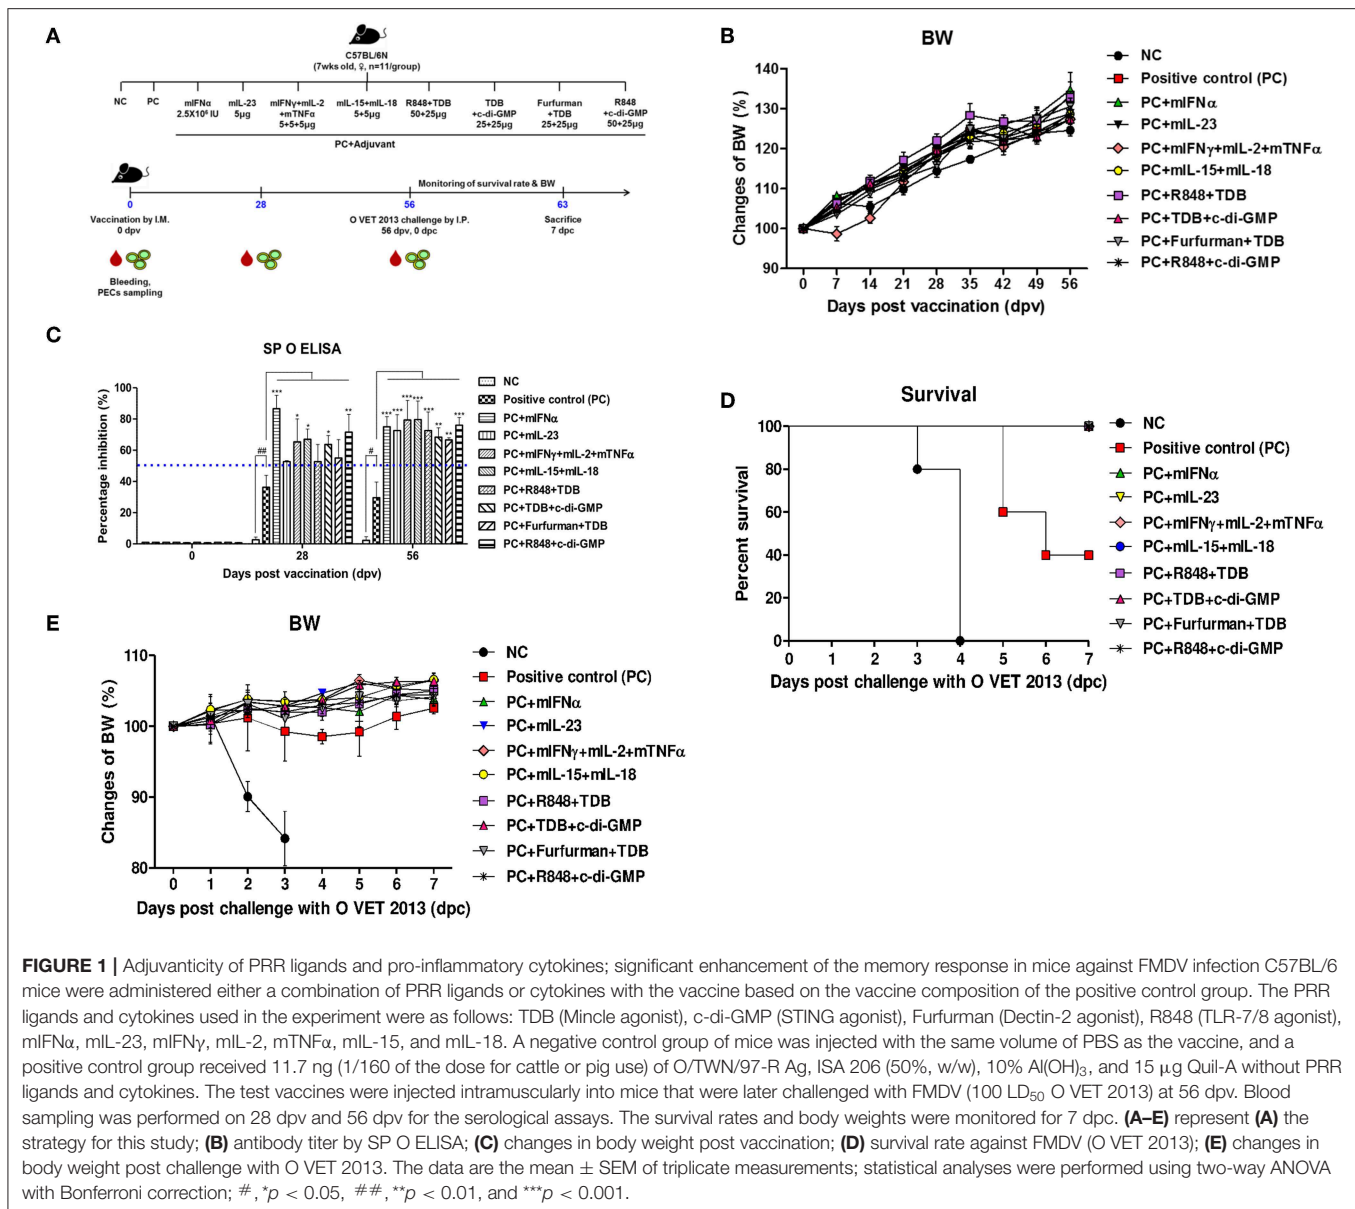 A
C57BL/6N
(7wks old, ♀, n=11/group)
NC
PC
mIFNα
2.5X10⁵ IU
mIL-23
5μg
mIFNγ+mIL-2
+mTNFα
5+5+5μg
mIL-15+mIL-18
5+5μg
R848+TDB
50+25μg
TDB
+c-di-GMP
25+25μg
Furfurman
+TDB
25+25μg
R848
+c-di-GMP
50+25μg
PC+Adjuvant
Monitoring of survival rate & BW
0
28
56
63
Vaccination by I.M.
0 dpv
O VET 2013 challenge by I.P.
56 dpv, 0 dpc
Sacrifice
7 dpc
Bleeding,
PECs sampling
B
BW
Changes of BW (%)
140
130
120
110
100
90
0 7 14 21 28 35 42 49 56
Days post vaccination (dpv)
NC
Positive control (PC)
PC+mIFNα
PC+mIL-23
PC+mIFNγ+mIL-2+mTNFα
PC+mIL-15+mIL-18
PC+R848+TDB
PC+TDB+c-di-GMP
PC+Furfurman+TDB
PC+R848+c-di-GMP
C
SP O ELISA
Percentage inhibition (%)
100
80
60
40
20
0
## *** * * * **
# *** *** *** *** *** ** ** ***
0 28 56
Days post vaccination (dpv)
NC
Positive control (PC)
PC+mIFNα
PC+mIL-23
PC+mIFNγ+mIL-2+mTNFα
PC+mIL-15+mIL-18
PC+R848+TDB
PC+TDB+c-di-GMP
PC+Furfurman+TDB
PC+R848+c-di-GMP
D
Survival
Percent survival
100
80
60
40
20
0
0 1 2 3 4 5 6 7
Days post challenge with O VET 2013 (dpc)
NC
Positive control (PC)
PC+mIFNα
PC+mIL-23
PC+mIFNγ+mIL-2+mTNFα
PC+mIL-15+mIL-18
PC+R848+TDB
PC+TDB+c-di-GMP
PC+Furfurman+TDB
PC+R848+c-di-GMP
E
BW
Changes of BW (%)
110
100
90
80
0 1 2 3 4 5 6 7
Days post challenge with O VET 2013 (dpc)
NC
Positive control (PC)
PC+mIFNα
PC+mIL-23
PC+mIFNγ+mIL-2+mTNFα
PC+mIL-15+mIL-18
PC+R848+TDB
PC+TDB+c-di-GMP
PC+Furfurman+TDB
PC+R848+c-di-GMP
FIGURE 1 | Adjuvanticity of PRR ligands and pro-inflammatory cytokines; significant enhancement of the memory response in mice against FMDV infection C57BL/6
mice were administered either a combination of PRR ligands or cytokines with the vaccine based on the vaccine composition of the positive control group. The PRR
ligands and cytokines used in the experiment were as follows: TDB (Mincle agonist), c-di-GMP (STING agonist), Furfurman (Dectin-2 agonist), R848 (TLR-7/8 agonist),
mIFNα, mIL-23, mIFNγ, mIL-2, mTNFα, mIL-15, and mIL-18. A negative control group of mice was injected with the same volume of PBS as the vaccine, and a
positive control group received 11.7 ng (1/160 of the dose for cattle or pig use) of O/TWN/97-R Ag, ISA 206 (50%, w/w), 10% Al(OH)₃, and 15 μg Quil-A without PRR
ligands and cytokines. The test vaccines were injected intramuscularly into mice that were later challenged with FMDV (100 LD₅₀ O VET 2013) at 56 dpv. Blood
sampling was performed on 28 dpv and 56 dpv for the serological assays. The survival rates and body weights were monitored for 7 dpc. (A–E) represent (A) the
strategy for this study; (B) antibody titer by SP O ELISA; (C) changes in body weight post vaccination; (D) survival rate against FMDV (O VET 2013); (E) changes in
body weight post challenge with O VET 2013. The data are the mean ± SEM of triplicate measurements; statistical analyses were performed using two-way ANOVA
with Bonferroni correction; #, *p < 0.05, ##, **p < 0.01, and ***p < 0.001.